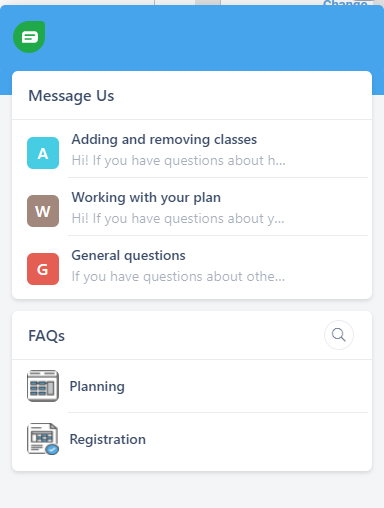 Change
Message Us
A
Adding and removing classes
Hi! If you have questions about h...
W
Working with your plan
Hi! If you have questions about y...
G
General questions
If you have questions about othe...
FAQs
Planning
Registration